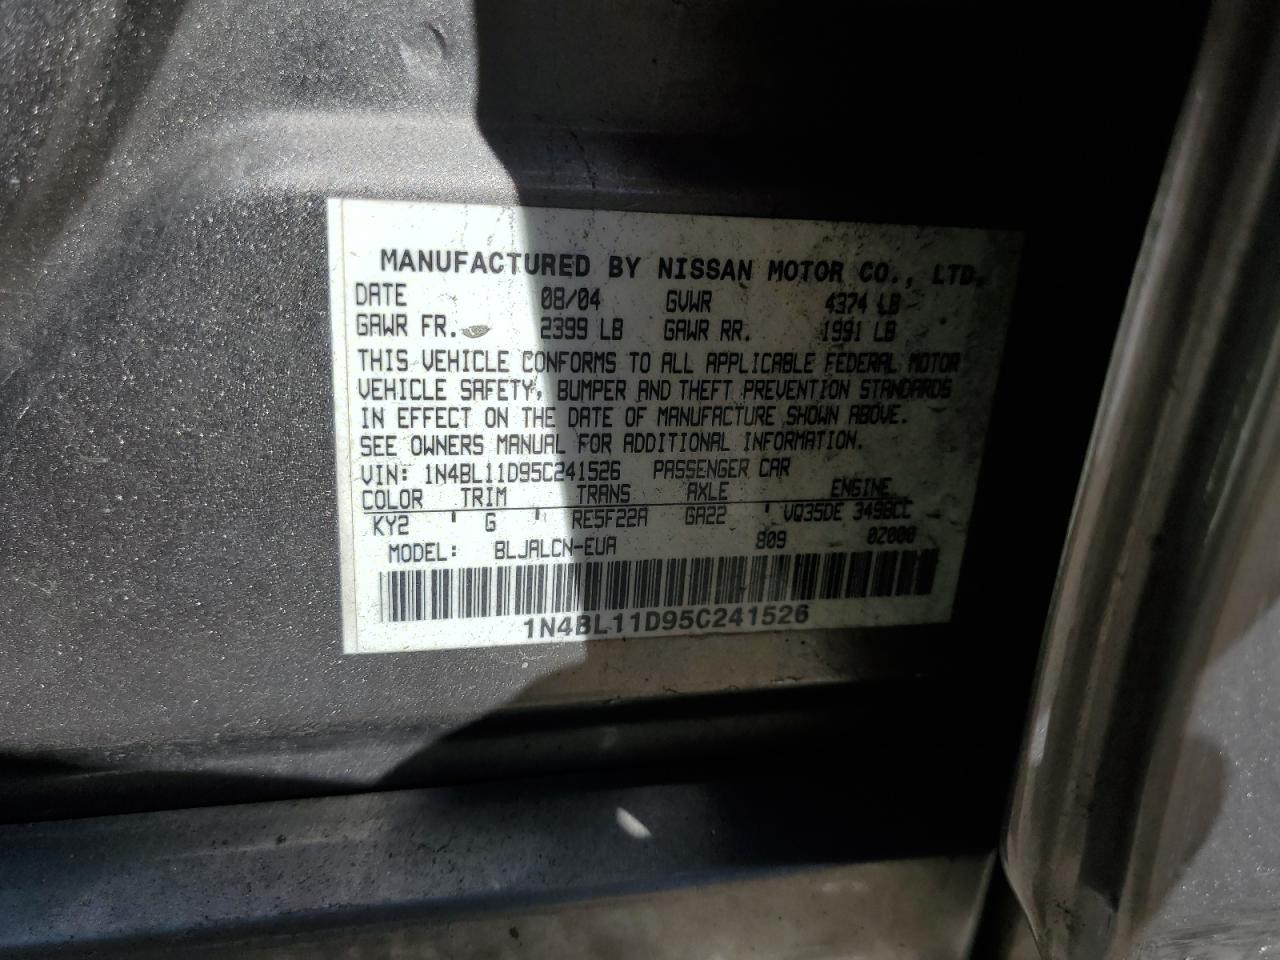 MANUFACTURED BY NISSAN MOTOR CO., LTD.
DATE 08/04 GVWR 4374 LB
GAWR FR. 2399 LB GAWR RR. 1991 LB
THIS VEHICLE CONFORMS TO ALL APPLICABLE FEDERAL MOTOR
VEHICLE SAFETY, BUMPER AND THEFT PREVENTION STANDARDS
IN EFFECT ON THE DATE OF MANUFACTURE SHOWN ABOVE.
SEE OWNERS MANUAL FOR ADDITIONAL INFORMATION.
VIN: 1N4BL11D95C241526 PASSENGER CAR
COLOR TRIM TRANS AXLE ENGINE
KY2 ' G ' RE5F22A GA22 ' VQ35DE 3498CC
MODEL: BLJALCN-EUA 809 0Z000
1N4BL11D95C241526